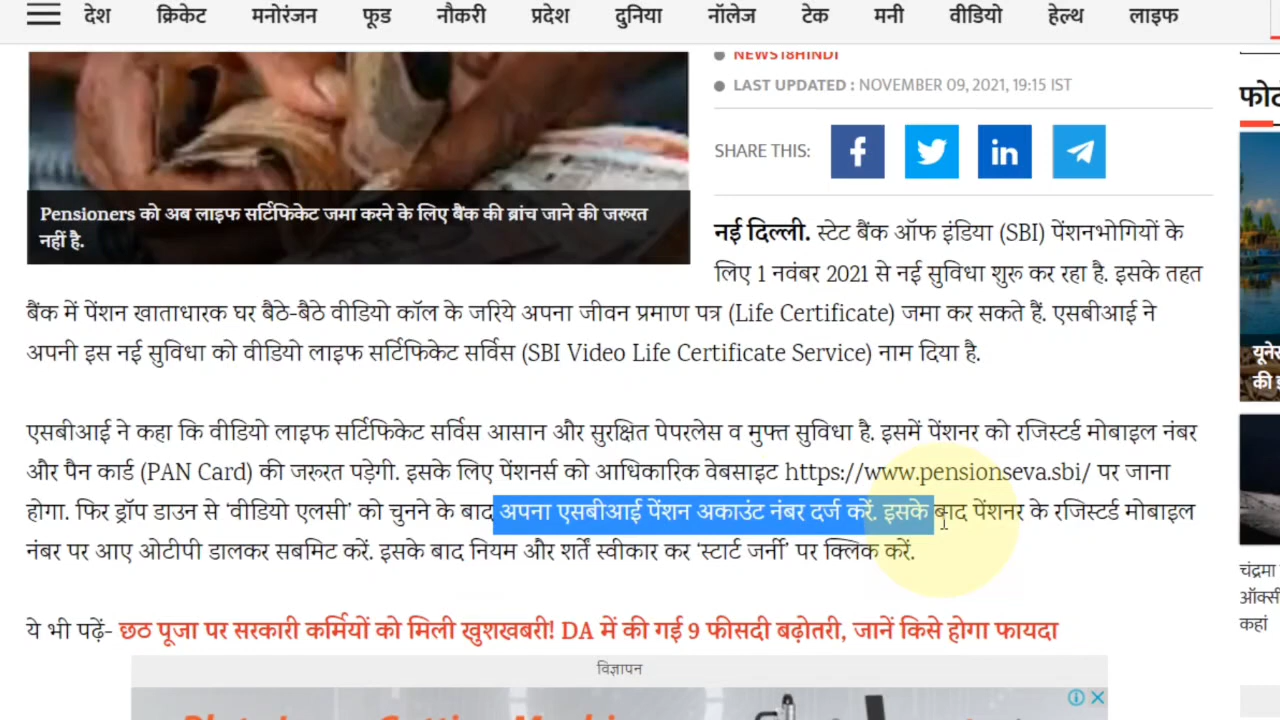 देश क्रिकेट मनोरंजन फूड नौकरी प्रदेश दुनिया नॉलेज टेक मनी वीडियो हेल्थ लाइफ
NEWS18HINDI
LAST UPDATED : NOVEMBER 09, 2021, 19:15 IST
SHARE THIS:
Pensioners को अब लाइफ सर्टिफिकेट जमा करने के लिए बैंक की ब्रांच जाने की जरूरत
नहीं है.
नई दिल्ली. स्टेट बैंक ऑफ इंडिया (SBI) पेंशनभोगियों के
लिए 1 नवंबर 2021 से नई सुविधा शुरू कर रहा है. इसके तहत
बैंक में पेंशन खाताधारक घर बैठे-बैठे वीडियो कॉल के जरिये अपना जीवन प्रमाण पत्र (Life Certificate) जमा कर सकते हैं. एसबीआई ने
अपनी इस नई सुविधा को वीडियो लाइफ सर्टिफिकेट सर्विस (SBI Video Life Certificate Service) नाम दिया है.
एसबीआई ने कहा कि वीडियो लाइफ सर्टिफिकेट सर्विस आसान और सुरक्षित पेपरलेस व मुफ्त सुविधा है. इसमें पेंशनर को रजिस्टर्ड मोबाइल नंबर
और पैन कार्ड (PAN Card) की जरूरत पड़ेगी. इसके लिए पेंशनर्स को आधिकारिक वेबसाइट https://www.pensionseva.sbi/ पर जाना
होगा. फिर ड्रॉप डाउन से ‘वीडियो एलसी’ को चुनने के बाद अपना एसबीआई पेंशन अकाउंट नंबर दर्ज करें. इसके बाद पेंशनर के रजिस्टर्ड मोबाइल
नंबर पर आए ओटीपी डालकर सबमिट करें. इसके बाद नियम और शर्तें स्वीकार कर ‘स्टार्ट जर्नी’ पर क्लिक करें.
ये भी पढ़ें- छठ पूजा पर सरकारी कर्मियों को मिली खुशखबरी! DA में की गई 9 फीसदी बढ़ोतरी, जानें किसे होगा फायदा
विज्ञापन
की
चंद्रमा
कहां